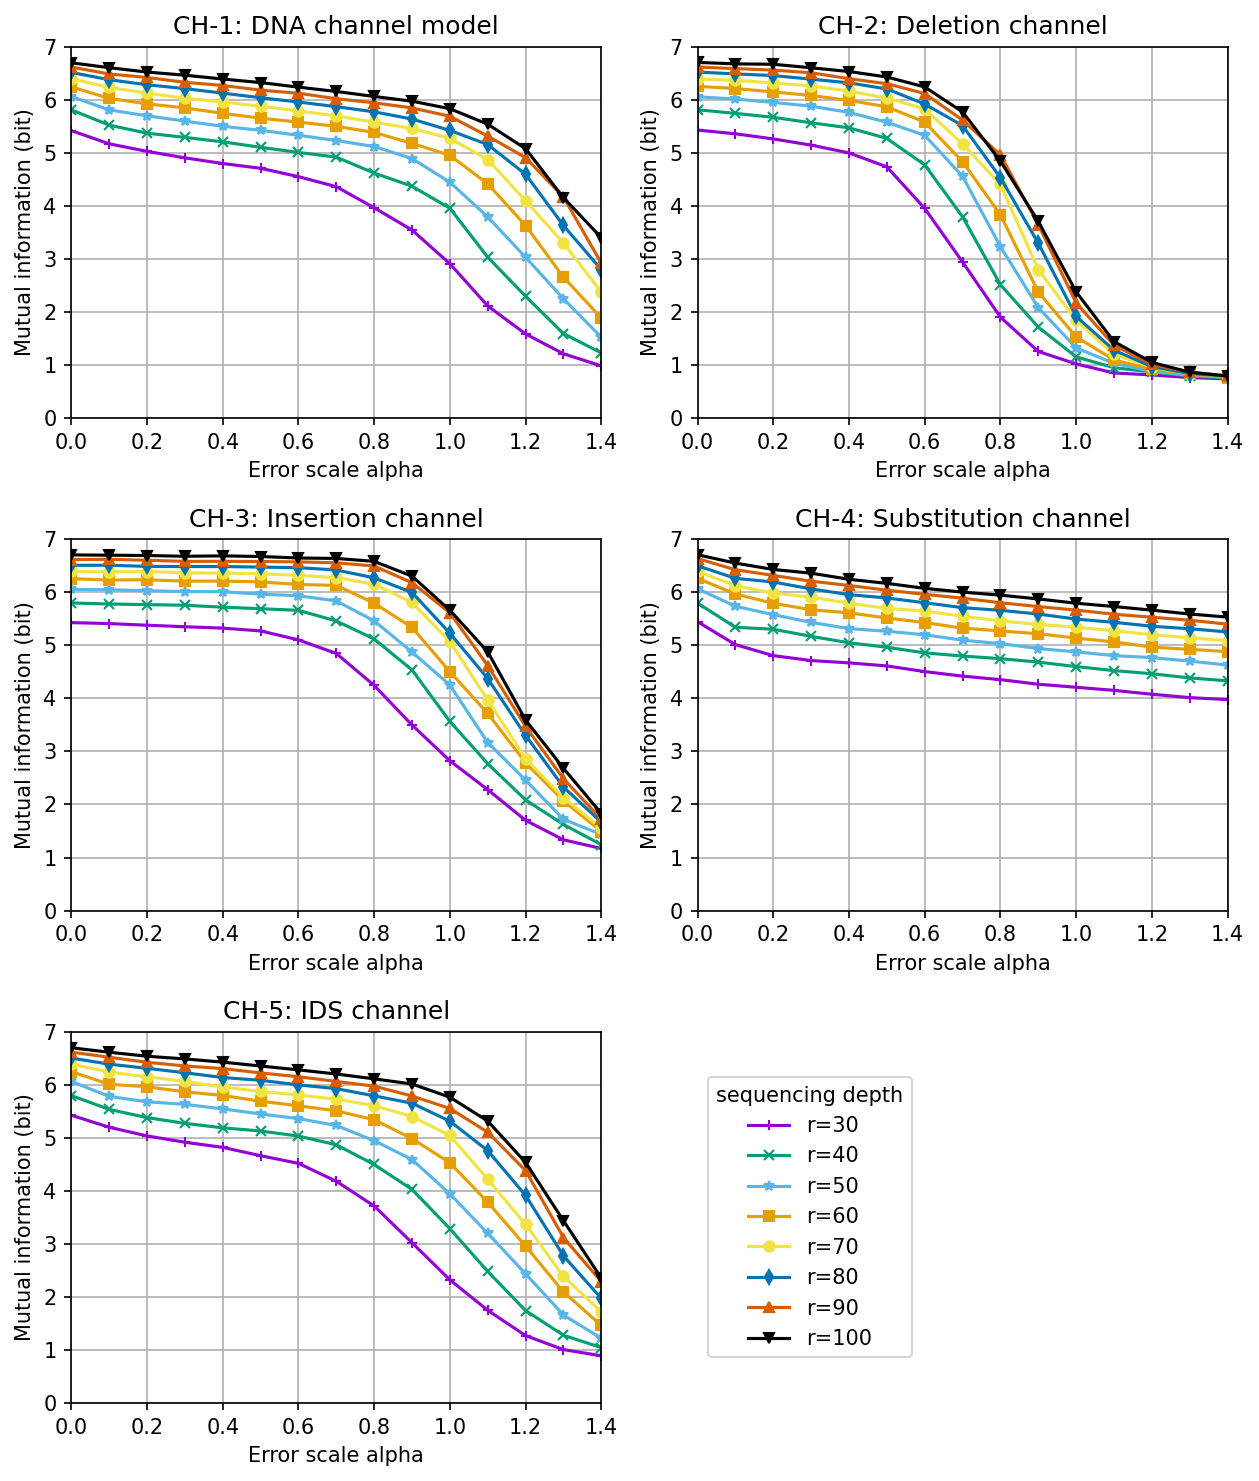 CH-1: DNA channel model
7
6
5
4
3
2
1
0
Mutual information (bit)
0.0 0.2 0.4 0.6 0.8 1.0 1.2 1.4
Error scale alpha
CH-2: Deletion channel
7
6
5
4
3
2
1
0
Mutual information (bit)
0.0 0.2 0.4 0.6 0.8 1.0 1.2 1.4
Error scale alpha
CH-3: Insertion channel
7
6
5
4
3
2
1
0
Mutual information (bit)
0.0 0.2 0.4 0.6 0.8 1.0 1.2 1.4
Error scale alpha
CH-4: Substitution channel
7
6
5
4
3
2
1
0
Mutual information (bit)
0.0 0.2 0.4 0.6 0.8 1.0 1.2 1.4
Error scale alpha
CH-5: IDS channel
7
6
5
4
3
2
1
0
Mutual information (bit)
0.0 0.2 0.4 0.6 0.8 1.0 1.2 1.4
Error scale alpha
sequencing depth
r=30
r=40
r=50
r=60
r=70
r=80
r=90
r=100